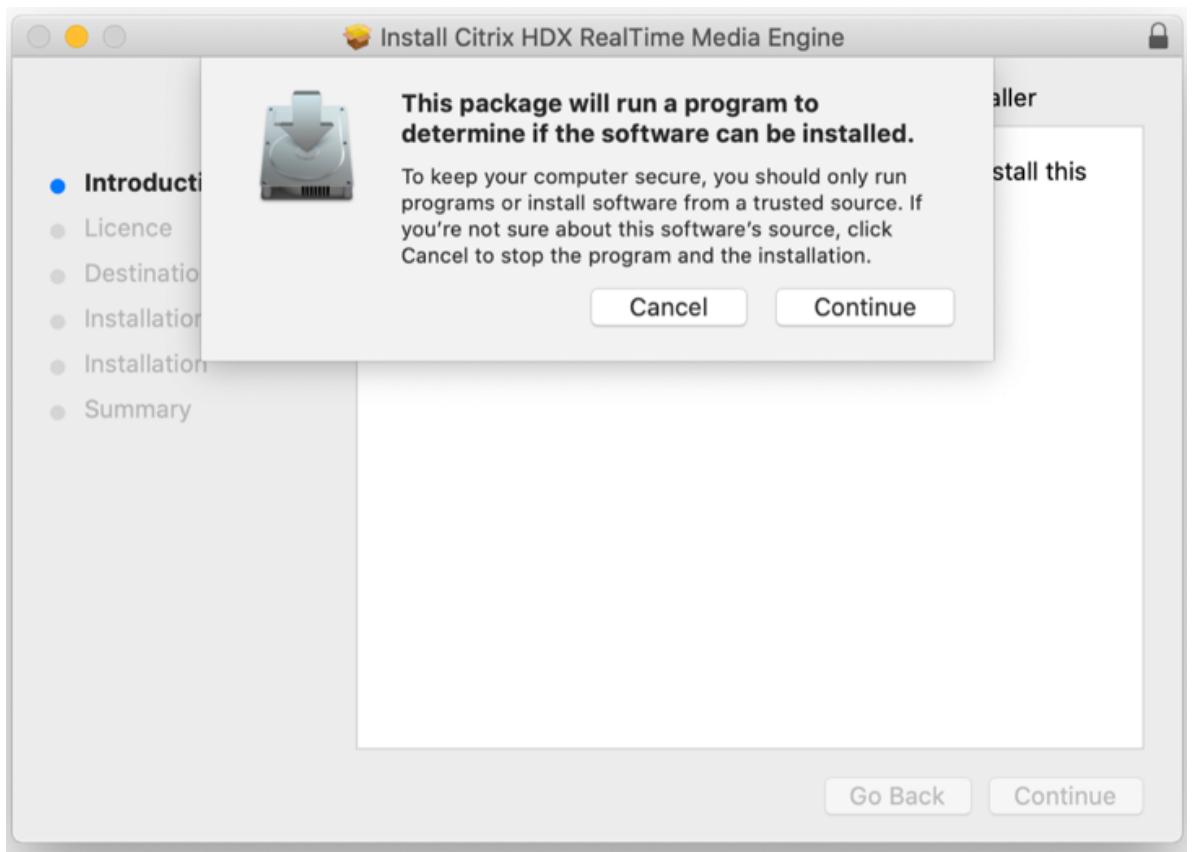 Install Citrix HDX RealTime Media Engine
This package will run a program to
determine if the software can be installed.
To keep your computer secure, you should only run
programs or install software from a trusted source. If
you’re not sure about this software’s source, click
Cancel to stop the program and the installation.
Cancel Continue
aller
stall this
Introducti
Licence
Destinatio
Installation
Installation
Summary
Go Back Continue